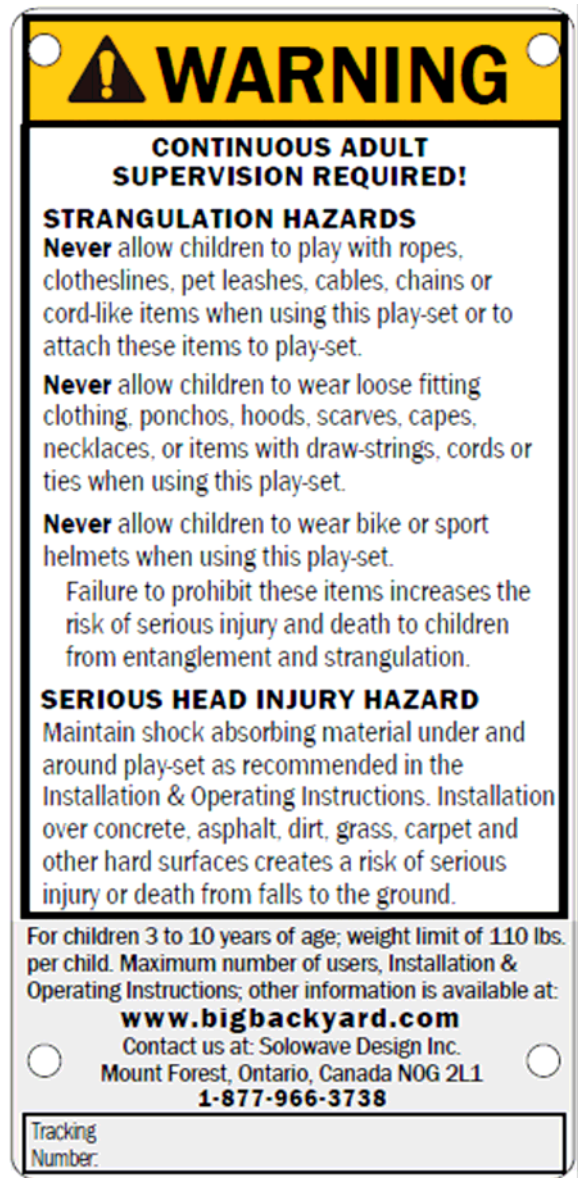 WARNING
CONTINUOUS ADULT
SUPERVISION REQUIRED!
STRANGULATION HAZARDS
Never allow children to play with ropes,
clotheslines, pet leashes, cables, chains or
cord-like items when using this play-set or to
attach these items to play-set.
Never allow children to wear loose fitting
clothing, ponchos, hoods, scarves, capes,
necklaces, or items with draw-strings, cords or
ties when using this play-set.
Never allow children to wear bike or sport
helmets when using this play-set.
Failure to prohibit these items increases the
risk of serious injury and death to children
from entanglement and strangulation.
SERIOUS HEAD INJURY HAZARD
Maintain shock absorbing material under and
around play-set as recommended in the
Installation & Operating Instructions. Installation
over concrete, asphalt, dirt, grass, carpet and
other hard surfaces creates a risk of serious
injury or death from falls to the ground.
For children 3 to 10 years of age; weight limit of 110 lbs.
per child. Maximum number of users, Installation &
Operating Instructions; other information is available at:
www.bigbackyard.com
Contact us at: Solowave Design Inc.
Mount Forest, Ontario, Canada N0G 2L1
1-877-966-3738
Tracking
Number: